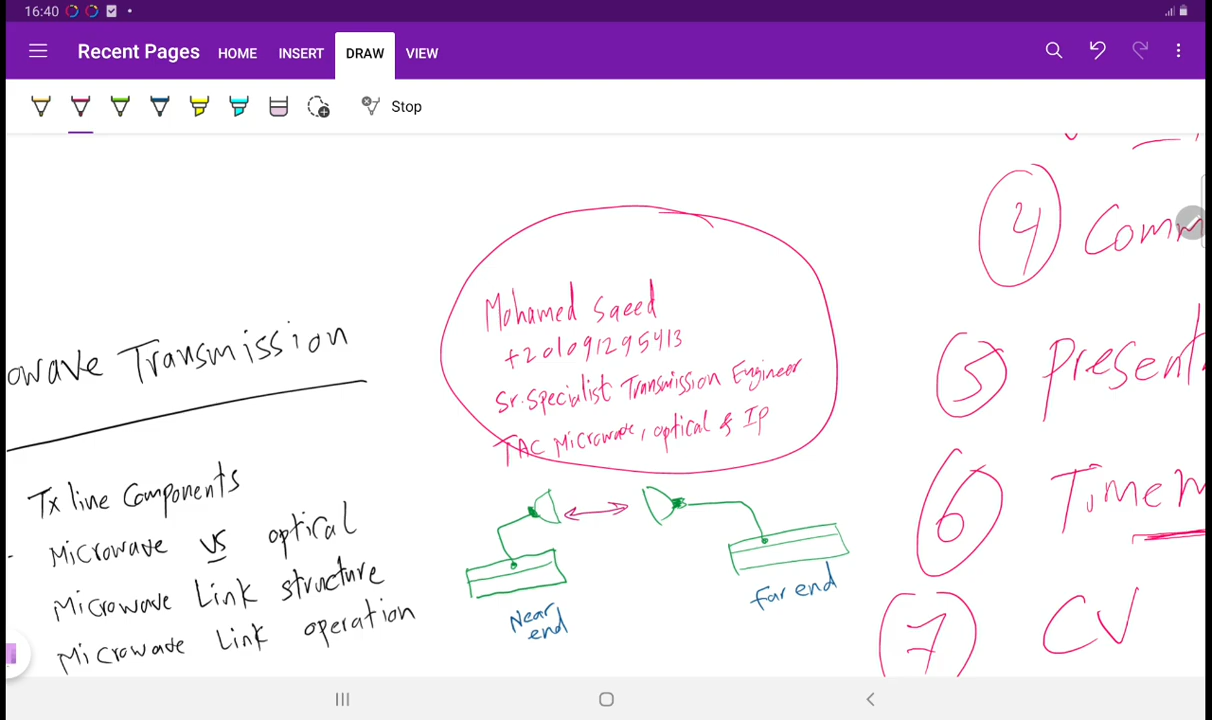 16:40
Recent Pages HOME INSERT DRAW VIEW
Stop
owave Transmission
Tx line Components
Microwave vs optical
Microwave Link structure
Microwave Link operation
Mohamed Saeed
+201091295413
Sr. Specialist Transmission Engineer
TAC Microwave, optical & IP
Near
end
Far end
4 Comm
5 Present
6 Time
7 CV